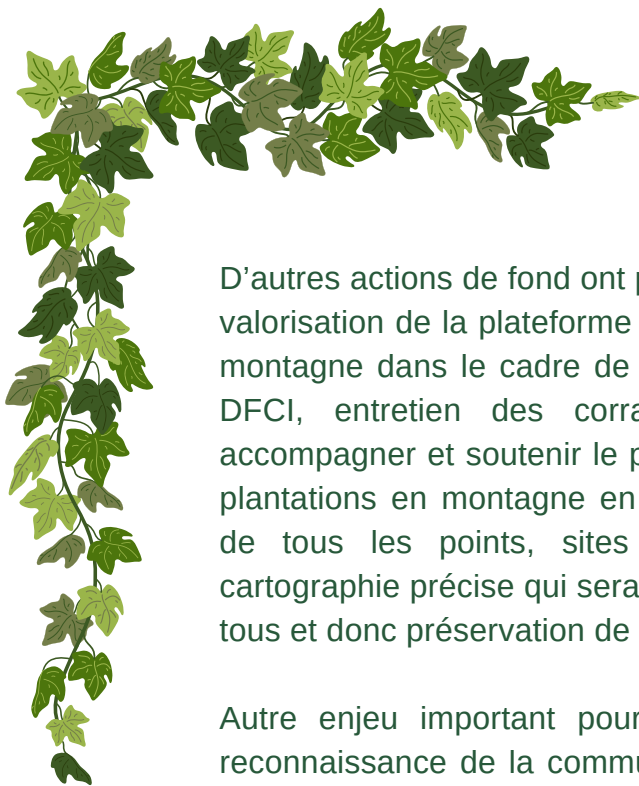 D’autres actions de fond ont
valorisation de la plateforme
montagne dans le cadre de
DFCI, entretien des
accompagner et soutenir le
plantations en montagne en
de tous les points, sites
cartographie précise qui sera
tous et donc préservation de
Autre enjeu important pour
reconnaissance de la